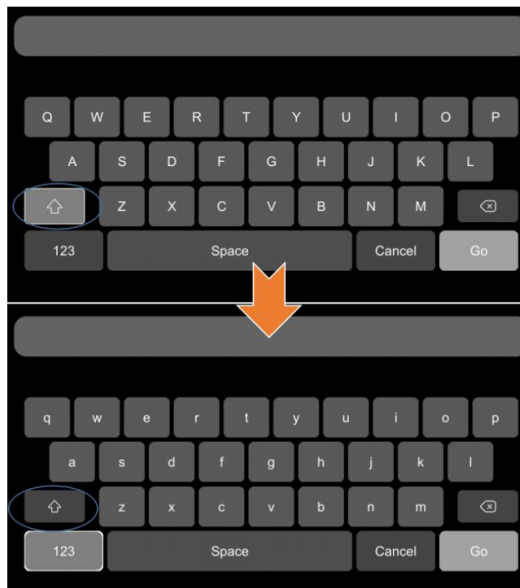 Q W E R T Y U I O P
A S D F G H J K L
Z X C V B N M
123 Space Cancel Go
q w e r t y u i o p
a s d f g h j k l
z x c v b n m
123 Space Cancel Go